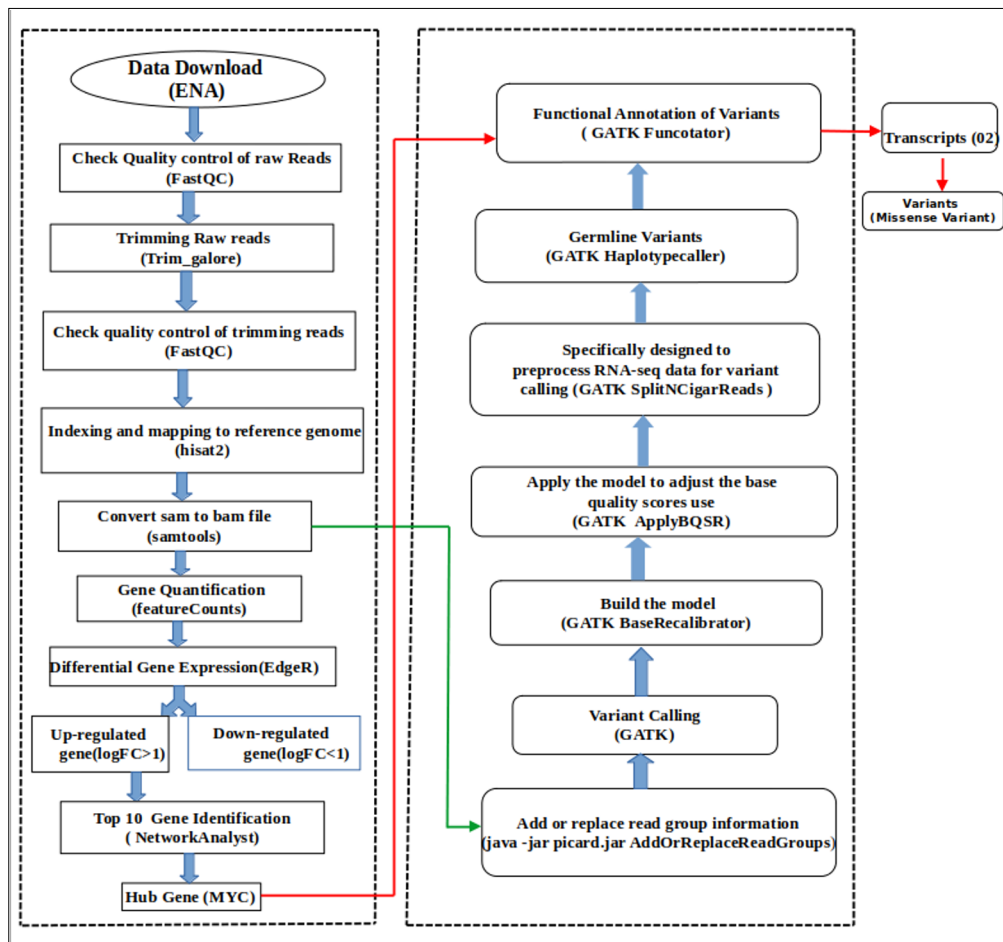 Data Download
(ENA)
Check Quality control of raw Reads
(FastQC)
Trimming Raw reads
(Trim_galore)
Check quality control of trimming reads
(FastQC)
Indexing and mapping to reference genome
(hisat2)
Convert sam to bam file
(samtools)
Gene Quantification
(featureCounts)
Differential Gene Expression(EdgeR)
Up-regulated
gene(logFC>1)
Down-regulated
gene(logFC<1)
Top 10 Gene Identification
( NetworkAnalyst)
Hub Gene (MYC)
Functional Annotation of Variants
( GATK Funcotator)
Germline Variants
(GATK Haplotypecaller)
Specifically designed to
preprocess RNA-seq data for variant
calling (GATK SplitNCigarReads )
Apply the model to adjust the base
quality scores use
(GATK ApplyBQSR)
Build the model
(GATK BaseRecalibrator)
Variant Calling
(GATK)
Add or replace read group information
(java -jar picard.jar AddOrReplaceReadGroups)
Transcripts (02)
Variants
(Missense Variant)